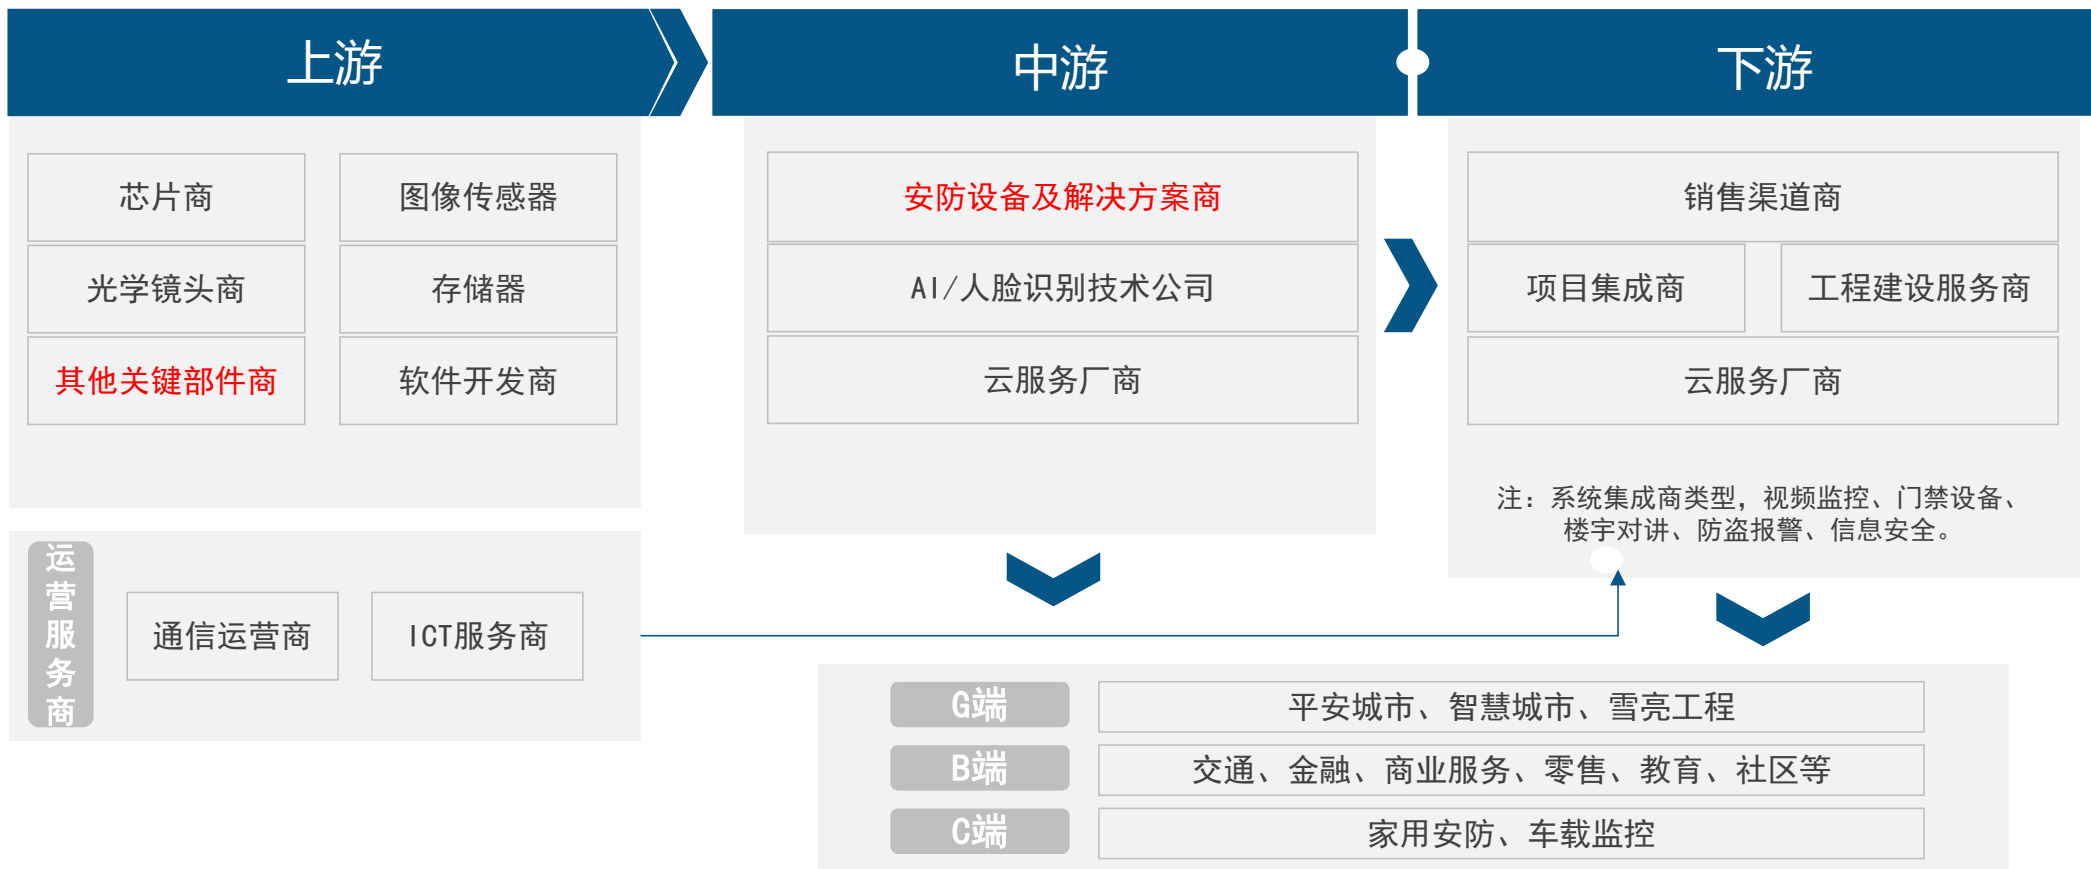 上游
中游
下游
芯片商
图像传感器
光学镜头商
存储器
其他关键部件商
软件开发商
安防设备及解决方案商
AI/人脸识别技术公司
云服务厂商
销售渠道商
项目集成商
工程建设服务商
云服务厂商
注：系统集成商类型，视频监控、门禁设备、
楼宇对讲、防盗报警、信息安全。
运营服务商
通信运营商
ICT服务商
G端
平安城市、智慧城市、雪亮工程
B端
交通、金融、商业服务、零售、教育、社区等
C端
家用安防、车载监控